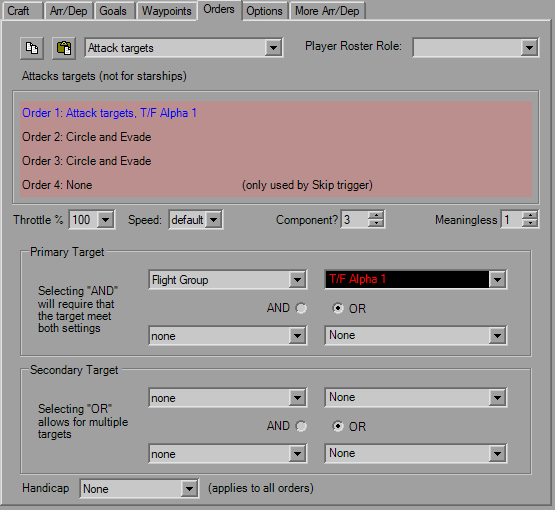 Craft Arr/Dep Goals Waypoints Orders Options More Arr/Dep
Attack targets Player Roster Role:
Attacks targets (not for starships)
Order 1: Attack targets, T/F Alpha 1
Order 2: Circle and Evade
Order 3: Circle and Evade
Order 4: None (only used by Skip trigger)
Throttle % 100 Speed: default Component? 3 Meaningless 1
Primary Target
Flight Group T/F Alpha 1
Selecting "AND"
will require that
the target meet
both settings
AND OR
none None
Secondary Target
none None
Selecting "OR"
allows for multiple
targets
AND OR
none None
Handicap None (applies to all orders)